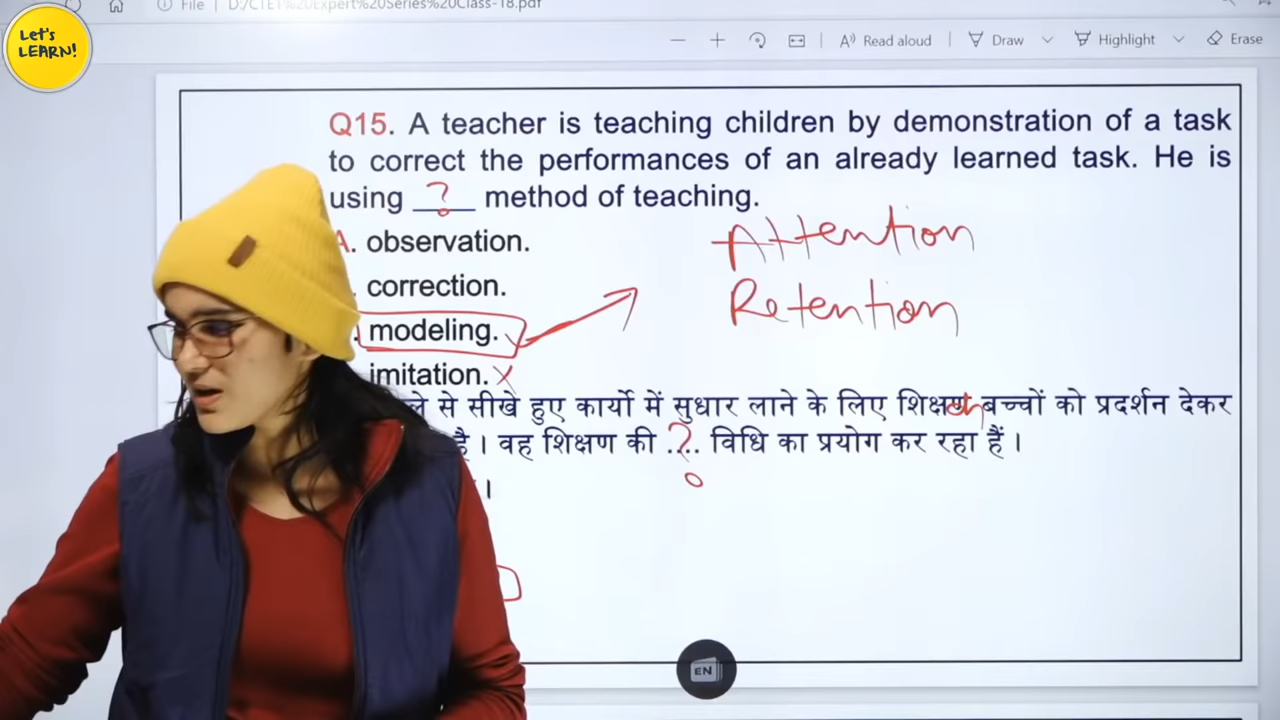 Let's
LEARN!
File | D:/CTET%20Expert%20Series%20Class-18.pdf
Read aloud | Draw Highlight Erase
Q15. A teacher is teaching children by demonstration of a task
to correct the performances of an already learned task. He is
using __?__ method of teaching.
A. observation.
Attention
. correction.
Retention
. modeling.
imitation. x
से सीखे हुए कार्यो में सुधार लाने के लिए बच्चों को प्रदर्शन देकर
है। वह शिक्षण की .?... विधि का प्रयोग कर रहा हैं।
।
EN